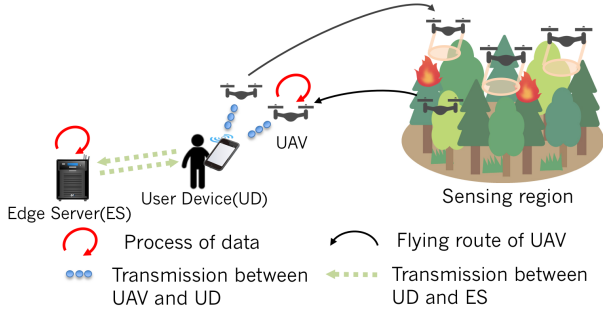 UAV
User Device(UD)
Edge Server(ES)
Sensing region
Process of data
Flying route of UAV
Transmission between
UAV and UD
Transmission between
UD and ES